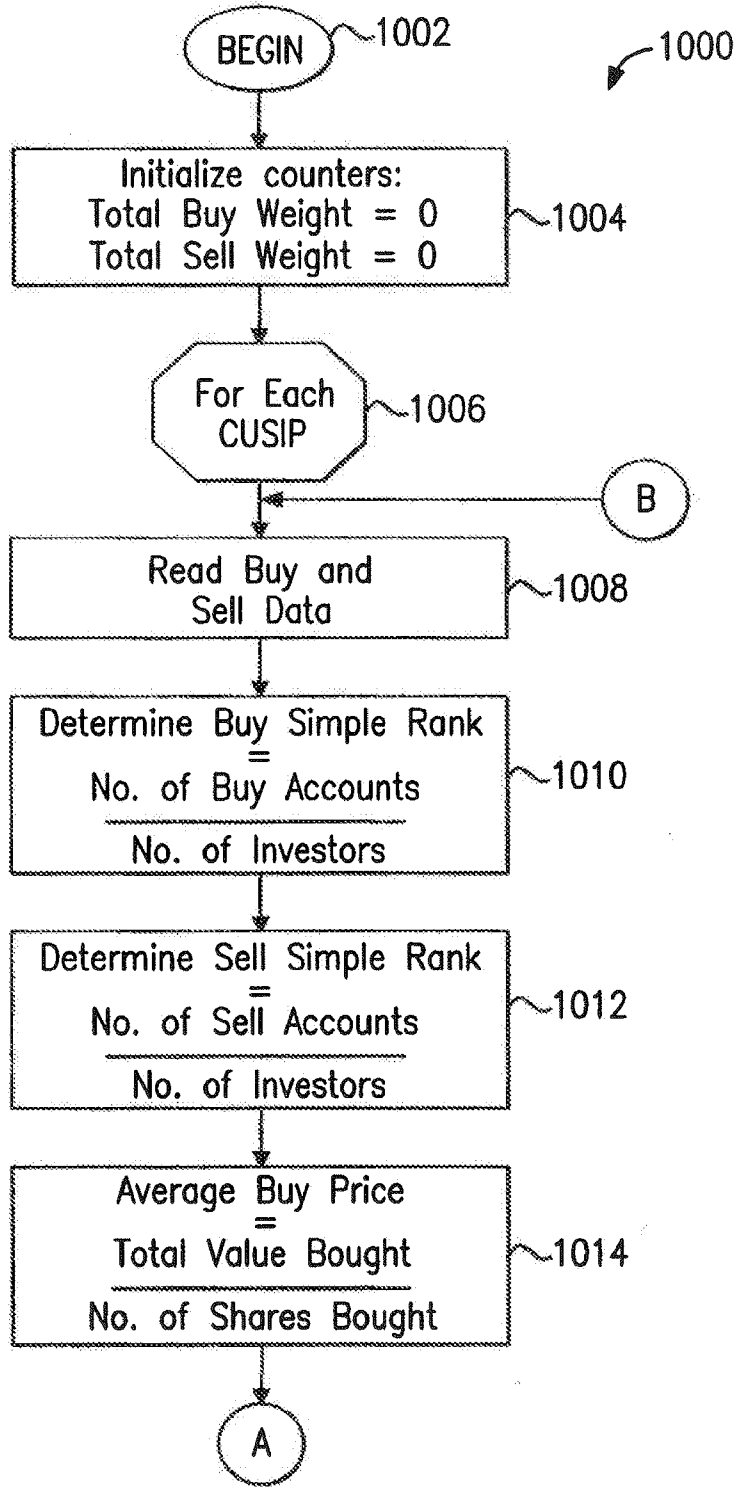 BEGIN
1002
1000
Initialize counters:
Total Buy Weight = 0
Total Sell Weight = 0
1004
For Each
CUSIP
1006
B
Read Buy and
Sell Data
1008
Determine Buy Simple Rank
=
No. of Buy Accounts
No. of Investors
1010
Determine Sell Simple Rank
=
No. of Sell Accounts
No. of Investors
1012
Average Buy Price
=
Total Value Bought
No. of Shares Bought
1014
A